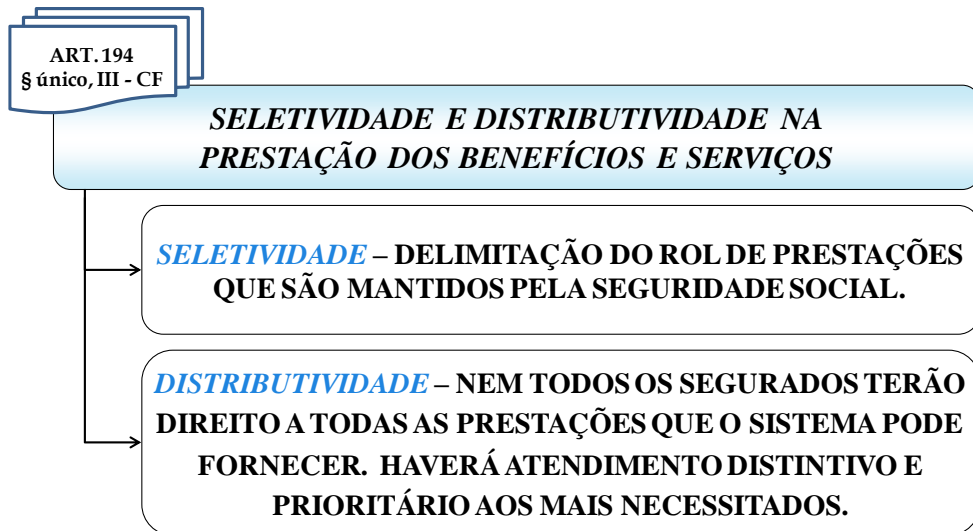 ART. 194
§ único, III - CF
SELETIVIDADE E DISTRIBUTIVIDADE NA
PRESTAÇÃO DOS BENEFÍCIOS E SERVIÇOS
SELETIVIDADE – DELIMITAÇÃO DO ROL DE PRESTAÇÕES
QUE SÃO MANTIDOS PELA SEGURIDADE SOCIAL.
DISTRIBUTIVIDADE – NEM TODOS OS SEGURADOS TERÃO
DIREITO A TODAS AS PRESTAÇÕES QUE O SISTEMA PODE
FORNECER. HAVERÁ ATENDIMENTO DISTINTIVO E
PRIORITÁRIO AOS MAIS NECESSITADOS.